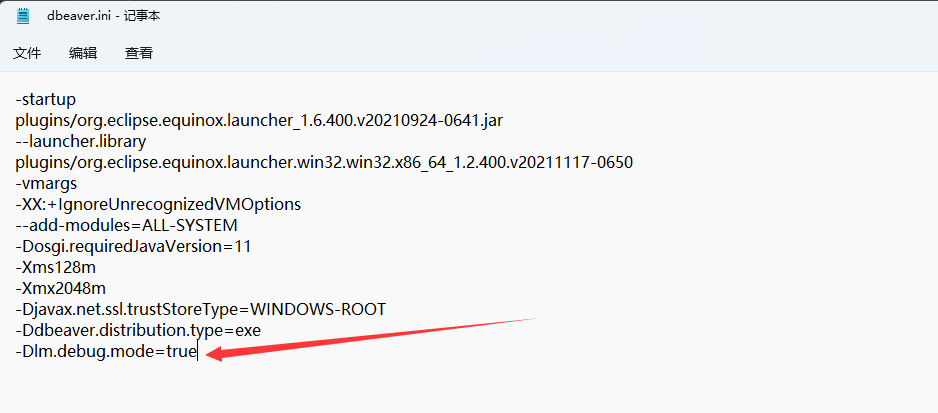 dbeaver.ini - 记事本
文件 编辑 查看
-startup
plugins/org.eclipse.equinox.launcher_1.6.400.v20210924-0641.jar
--launcher.library
plugins/org.eclipse.equinox.launcher.win32.win32.x86_64_1.2.400.v20211117-0650
-vmargs
-XX:+IgnoreUnrecognizedVMOptions
--add-modules=ALL-SYSTEM
-Dosgi.requiredJavaVersion=11
-Xms128m
-Xmx2048m
-Djavax.net.ssl.trustStoreType=WINDOWS-ROOT
-Ddbeaver.distribution.type=exe
-Dlm.debug.mode=true